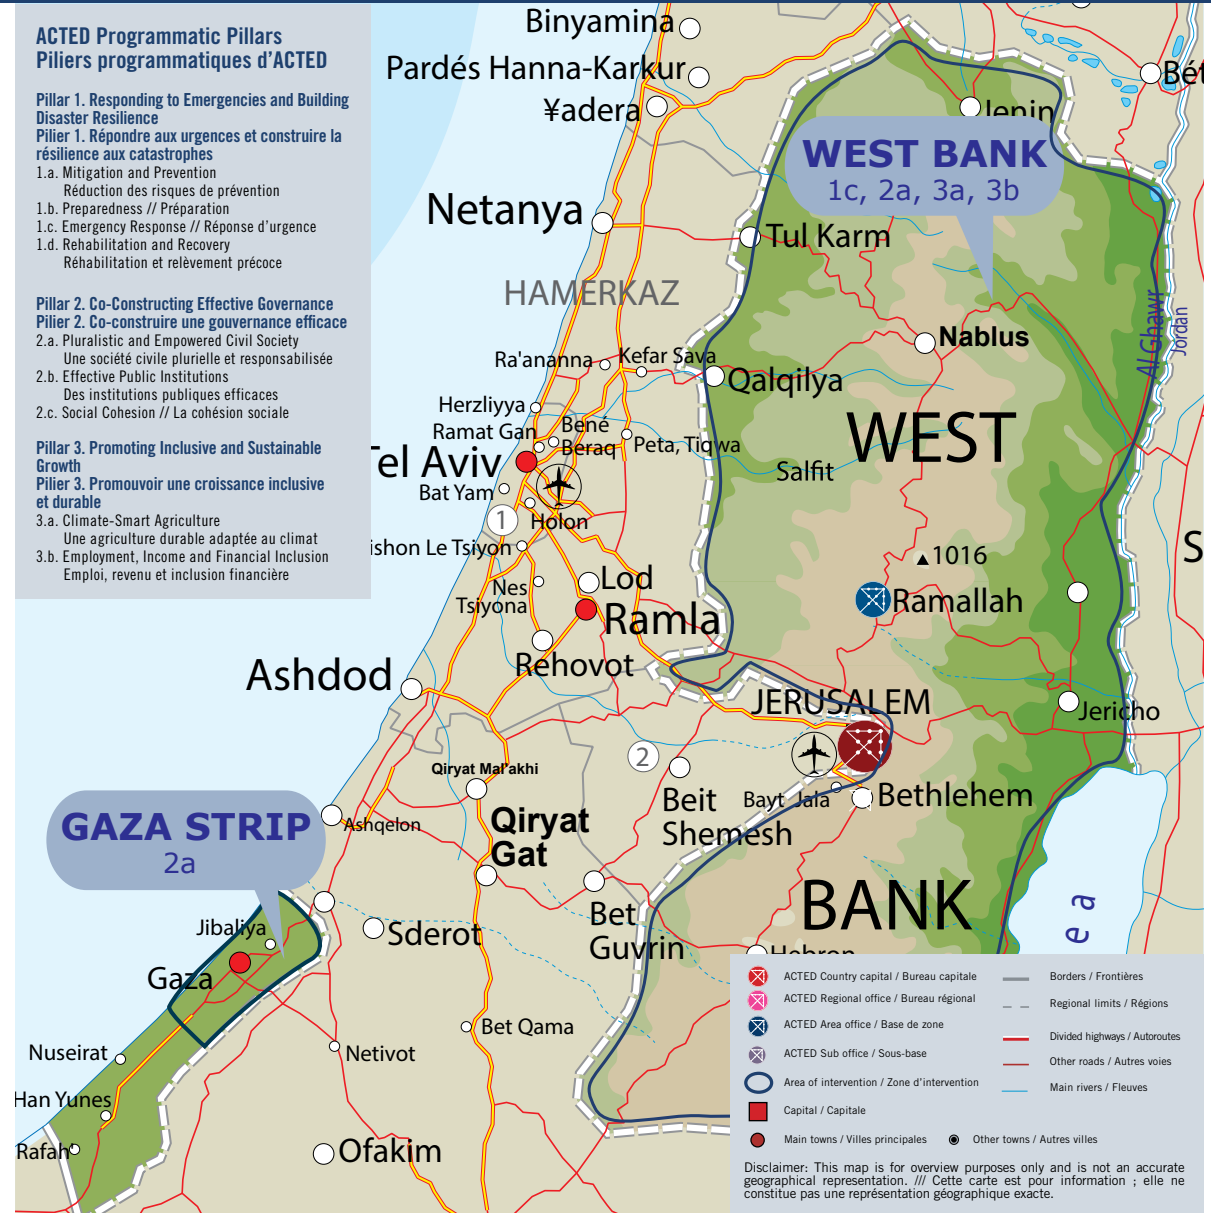 ACTED Programmatic Pillars
Piliers programmatiques d'ACTED
Pillar 1. Responding to Emergencies and Building
Disaster Resilience
Pilier 1. Répondre aux urgences et construire la
résilience aux catastrophes
1.a. Mitigation and Prevention
Réduction des risques de prévention
1.b. Preparedness // Préparation
1.c. Emergency Response // Réponse d'urgence
1.d. Rehabilitation and Recovery
Réhabilitation et relèvement précoce
Pillar 2. Co-Constructing Effective Governance
Pilier 2. Co-construire une gouvernance efficace
2.a. Pluralistic and Empowered Civil Society
Une société civile plurielle et responsabilisée
2.b. Effective Public Institutions
Des institutions publiques efficaces
2.c. Social Cohesion // La cohésion sociale
Pillar 3. Promoting Inclusive and Sustainable
Growth
Pilier 3. Promouvoir une croissance inclusive
et durable
3.a. Climate-Smart Agriculture
Une agriculture durable adaptée au climat
3.b. Employment, Income and Financial Inclusion
Emploi, revenu et inclusion financière
Binyamina
Pardés Hanna-Karkur
¥adera
Bét
Jenin
WEST BANK
1c, 2a, 3a, 3b
Netanya
Tul Karm
HAMERKAZ
Al Ghawr
Jordan
Nablus
Ra'ananna
Kefar Sava
Qalqilya
Herzliyya
Ramat Gan
Bené
Beraq
Peta, Tiqwa
WEST
Tel Aviv
Salfit
Bat Yam
1
Holon
ishon Le Tsiyon
1016
S
Nes
Tsiyona
Lod
Ramallah
Ramla
Rehovot
Ashdod
JERUSALEM
Jericho
2
Qiryat Mal'akhi
Beit
Shemesh
Bayt Jala
Bethlehem
GAZA STRIP
2a
Ashqelon
Qiryat
Gat
BANK
e a
Bet
Guvrin
Jibaliya
Sderot
Hebron
Gaza
Bet Qama
Nuseirat
Netivot
Han Yunes
Rafah
Ofakim
ACTED Country capital / Bureau capitale
ACTED Regional office / Bureau régional
ACTED Area office / Base de zone
ACTED Sub office / Sous-base
Area of intervention / Zone d'intervention
Capital / Capitale
Main towns / Villes principales
Other towns / Autres villes
Borders / Frontières
Regional limits / Régions
Divided highways / Autoroutes
Other roads / Autres voies
Main rivers / Fleuves
Disclaimer: This map is for overview purposes only and is not an accurate
geographical representation. /// Cette carte est pour information ; elle ne
constitue pas une représentation géographique exacte.